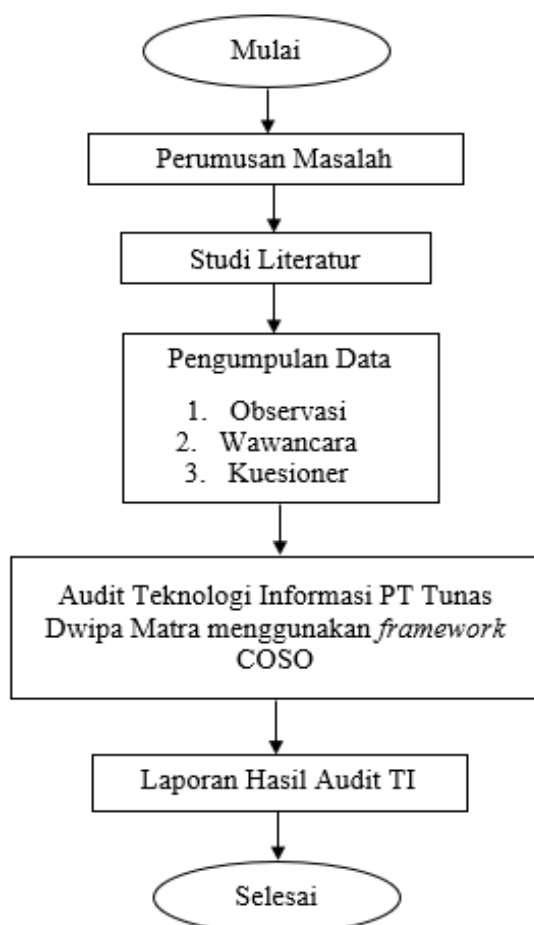 Mulai
Perumusan Masalah
Studi Literatur
Pengumpulan Data
1. Observasi
2. Wawancara
3. Kuesioner
Audit Teknologi Informasi PT Tunas
Dwipa Matra menggunakan framework
COSO
Laporan Hasil Audit TI
Selesai